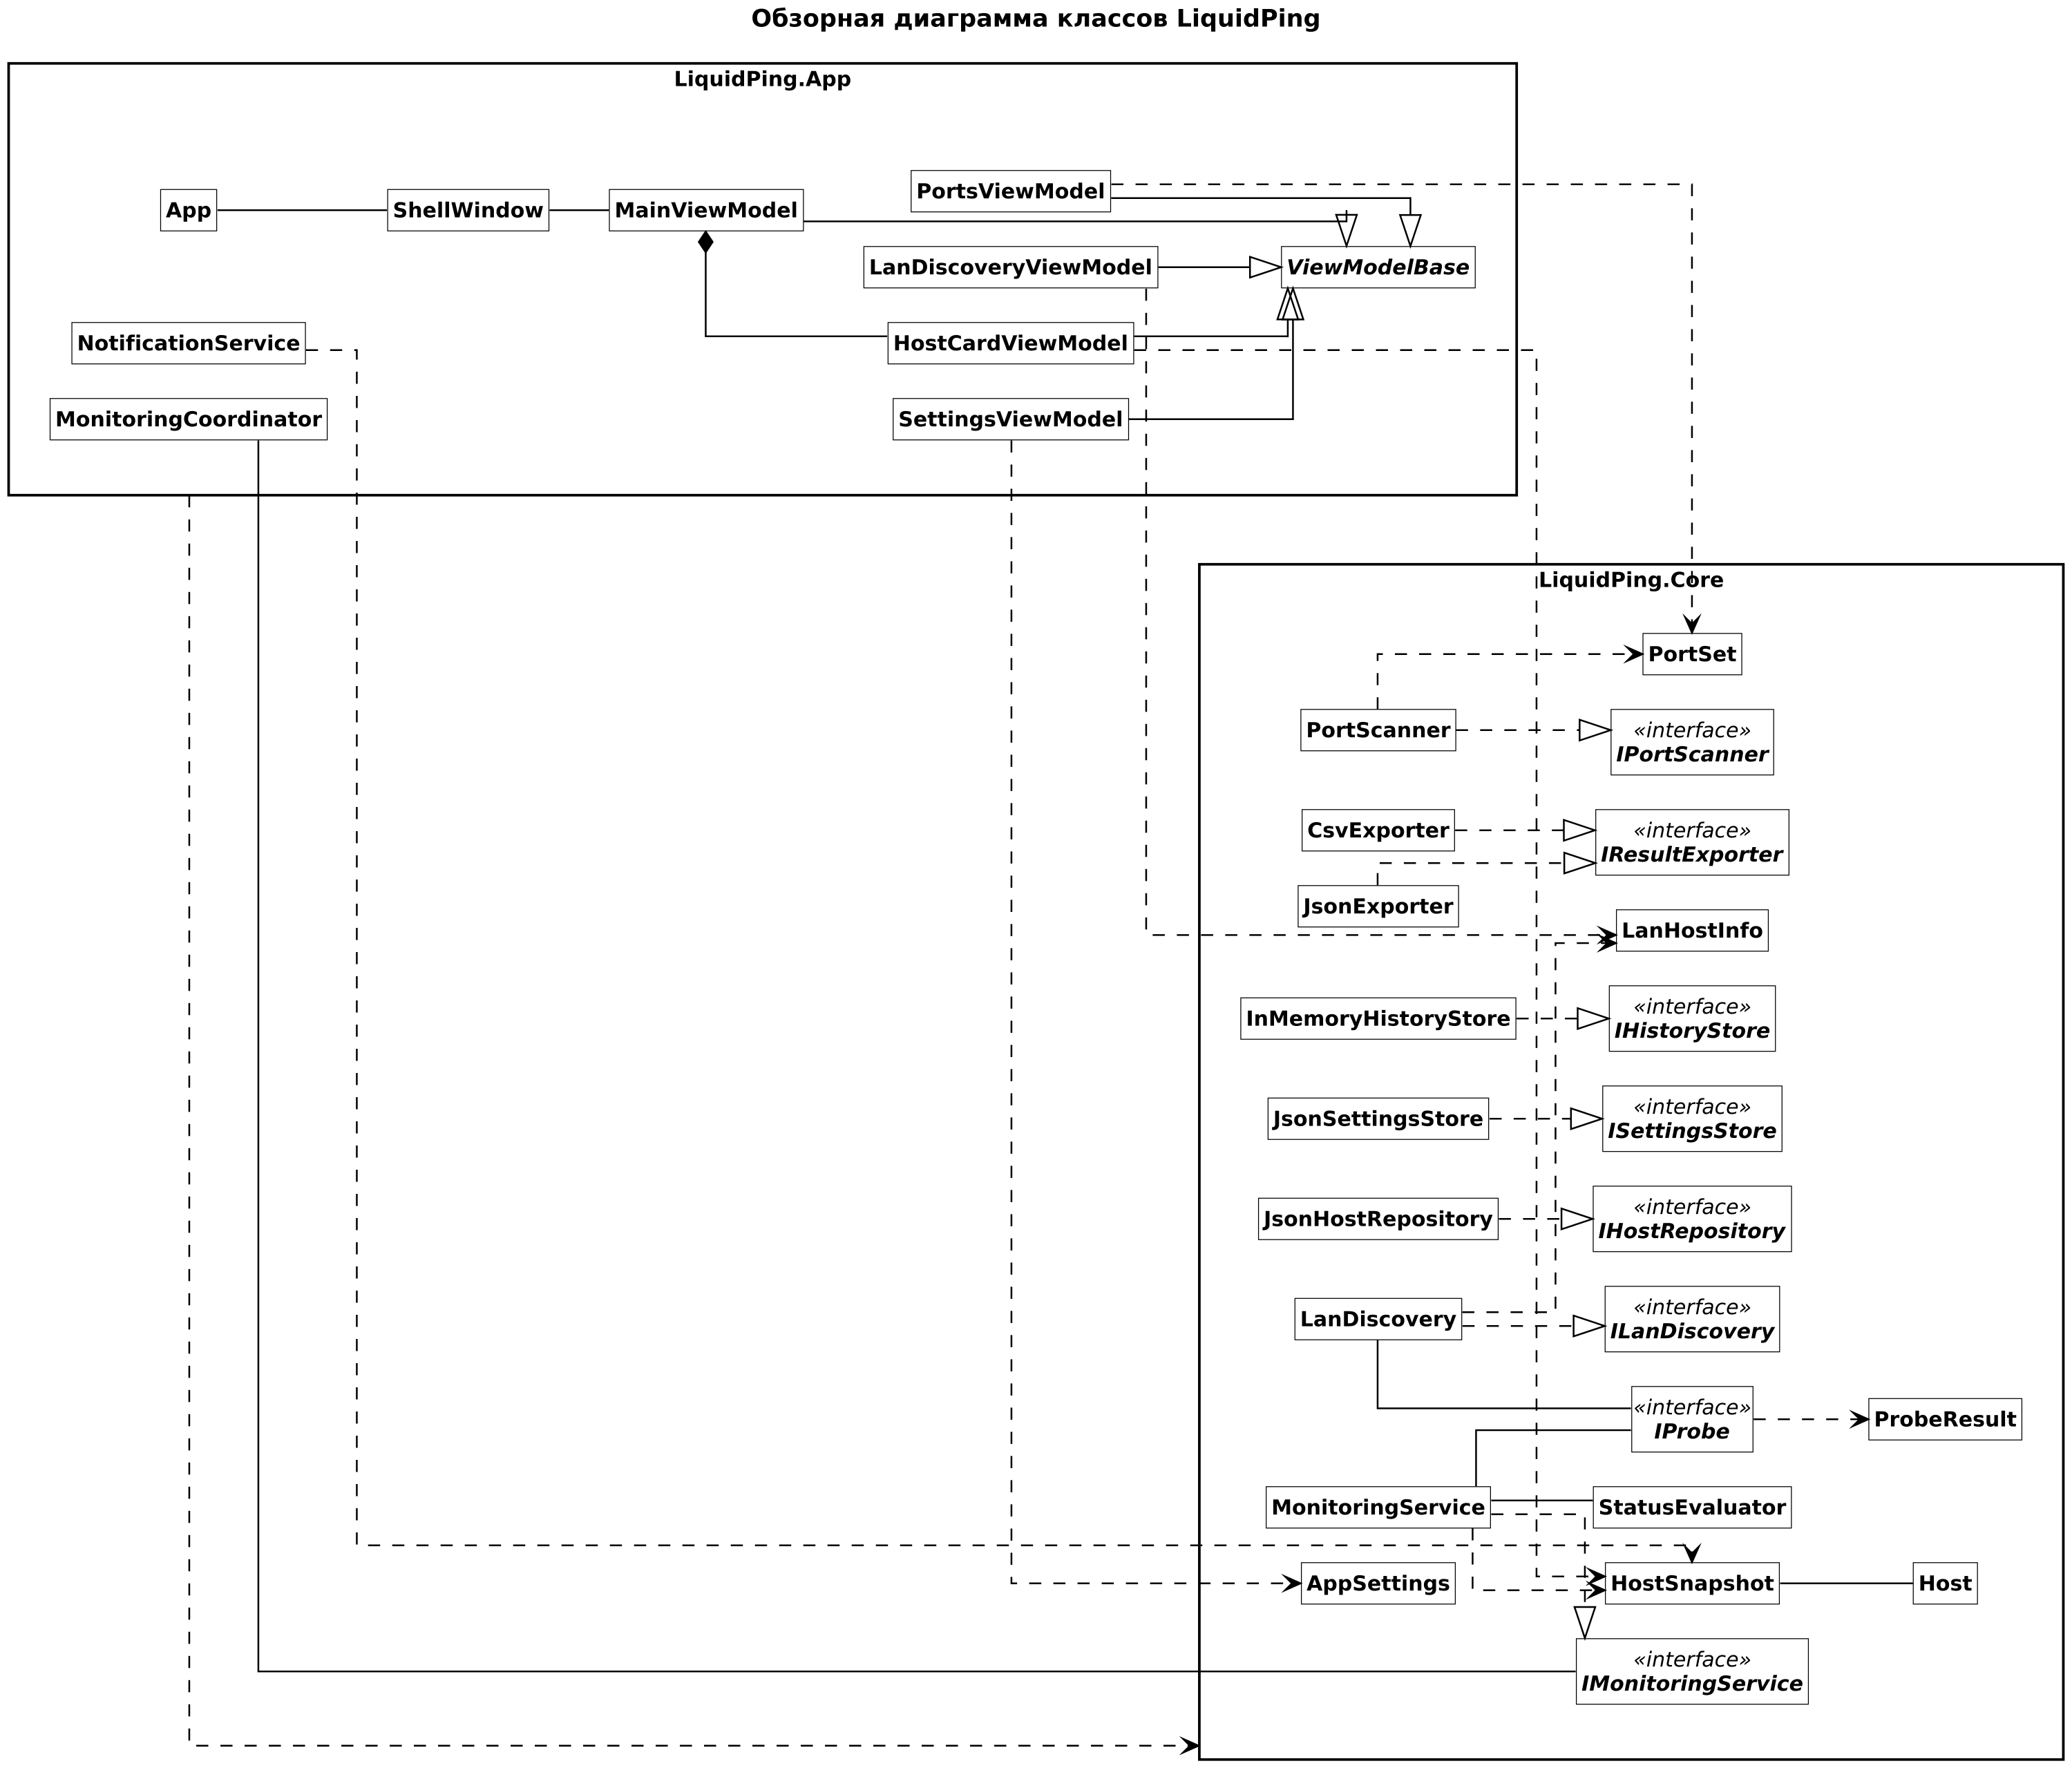 Обзорная диаграмма классов LiquidPing
LiquidPing.App
PortsViewModel
App
ShellWindow
MainViewModel
LanDiscoveryViewModel
ViewModelBase
NotificationService
HostCardViewModel
MonitoringCoordinator
SettingsViewModel
LiquidPing.Core
PortSet
PortScanner
«interface»
IPortScanner
CsvExporter
«interface»
IResultExporter
JsonExporter
LanHostInfo
InMemoryHistoryStore
«interface»
IHistoryStore
JsonSettingsStore
«interface»
ISettingsStore
JsonHostRepository
«interface»
IHostRepository
LanDiscovery
«interface»
ILanDiscovery
«interface»
IProbe
ProbeResult
MonitoringService
StatusEvaluator
AppSettings
HostSnapshot
Host
«interface»
IMonitoringService